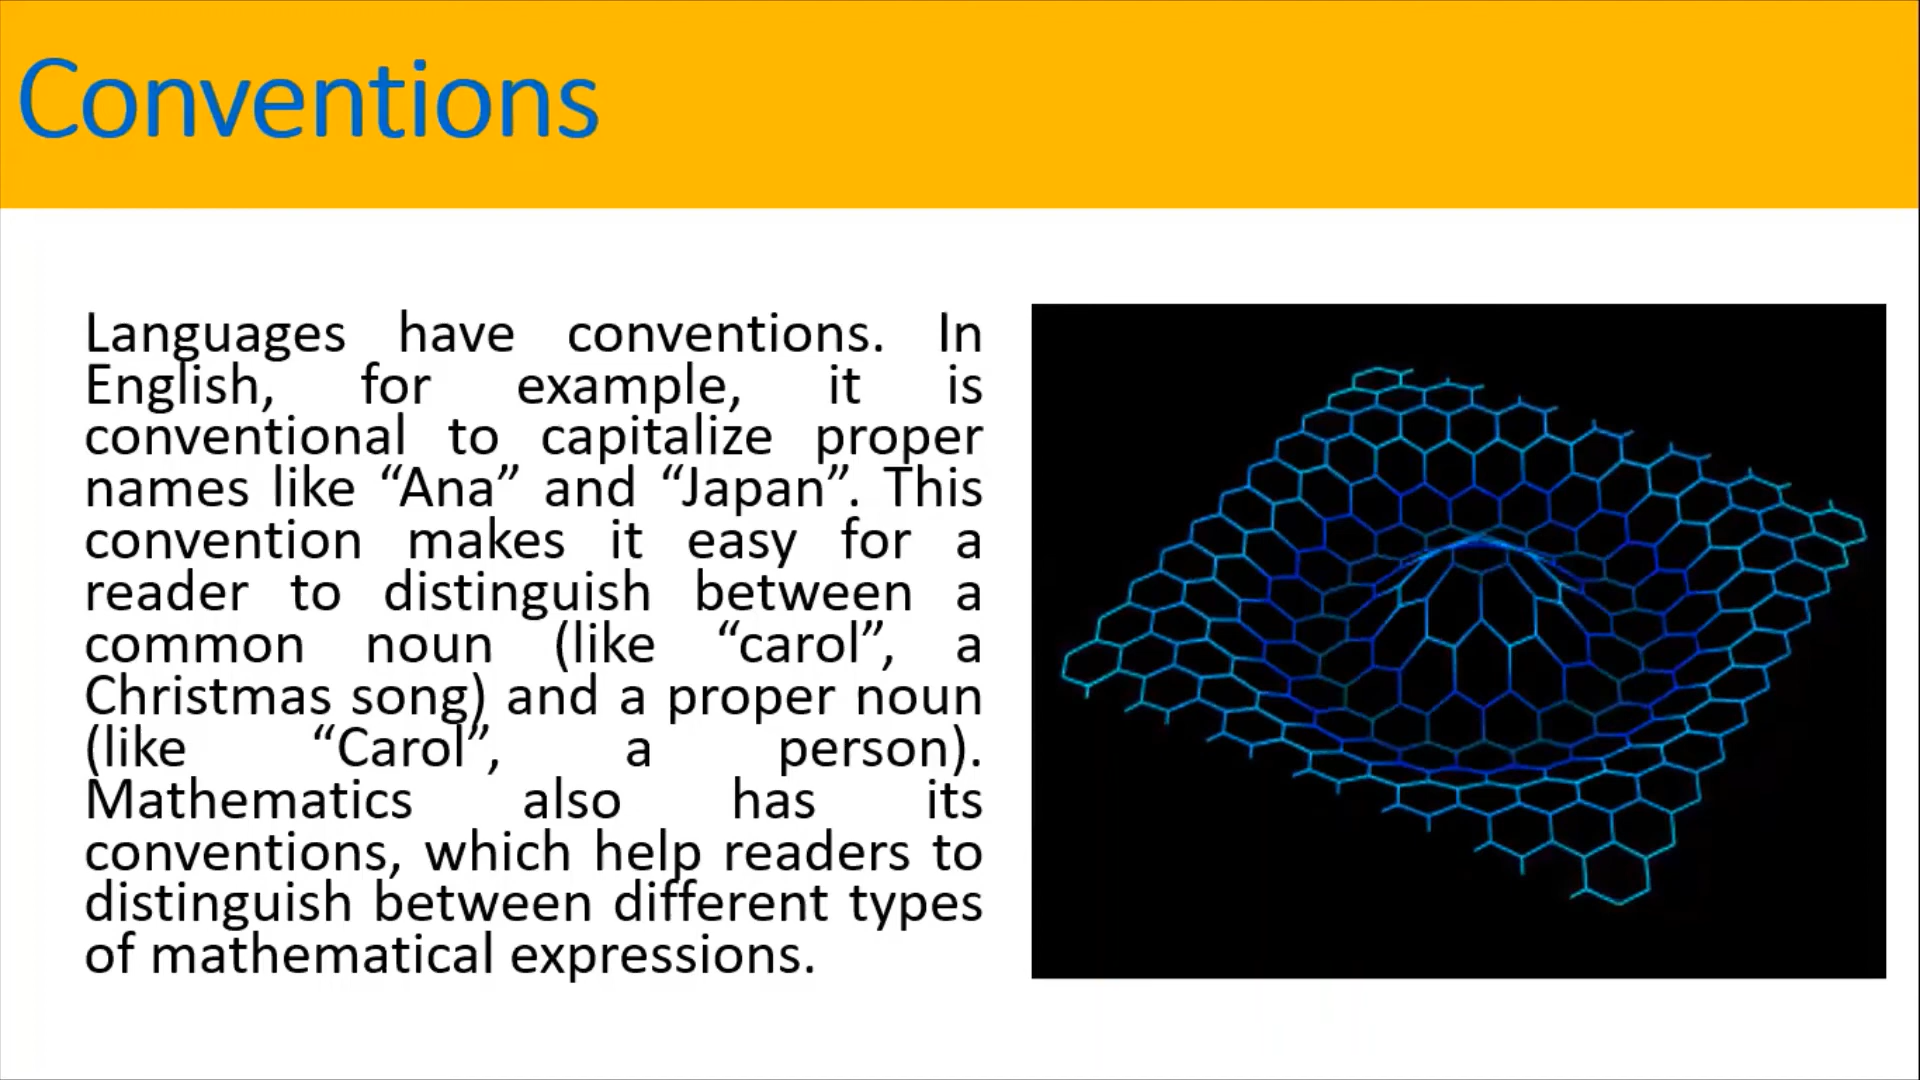 Conventions
Languages have conventions. In
English, for example, it is
conventional to capitalize proper
names like “Ana” and “Japan”. This
convention makes it easy for a
reader to distinguish between a
common noun (like “carol”, a
Christmas song) and a proper noun
(like “Carol”, a person).
Mathematics also has its
conventions, which help readers to
distinguish between different types
of mathematical expressions.